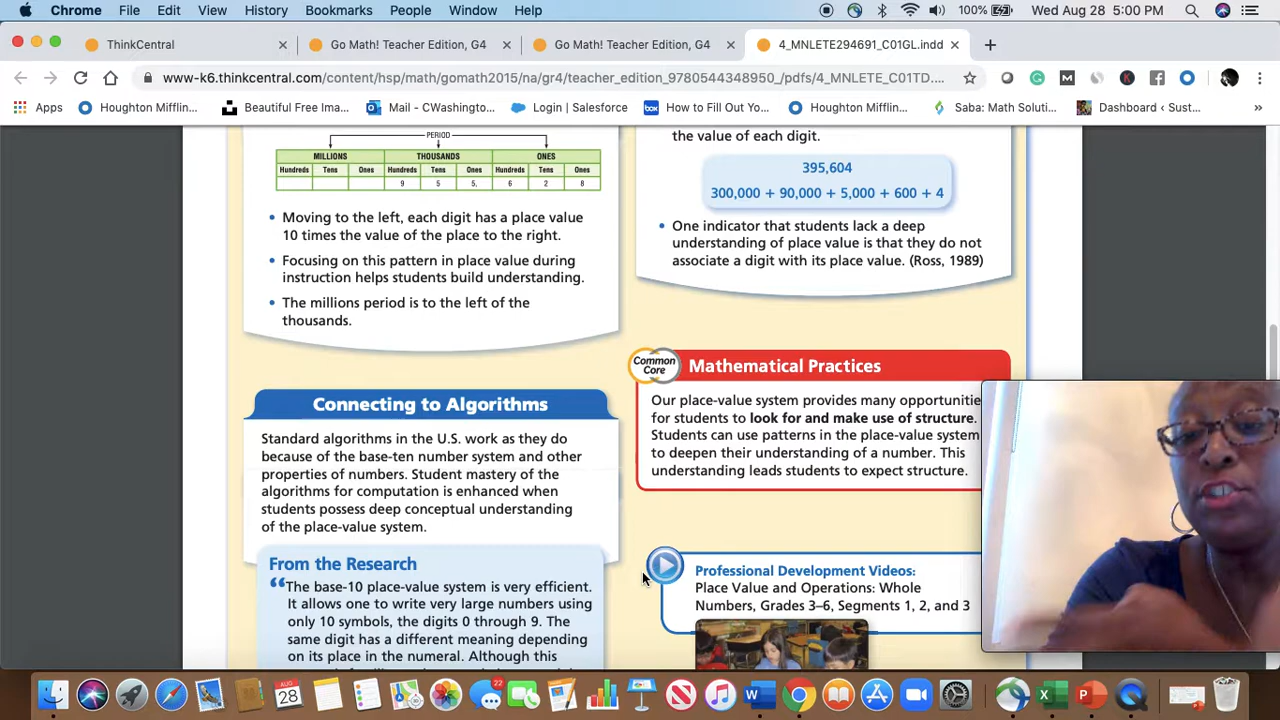 Chrome File Edit View History Bookmarks People Window Help 100% Wed Aug 28 5:00 PM
ThinkCentral Go Math! Teacher Edition, G4 Go Math! Teacher Edition, G4 4_MNLETE294691_C01GL.indd
www-k6.thinkcentral.com/content/hsp/math/gomath2015/na/gr4/teacher_edition_9780544348950_/pdfs/4_MNLETE_C01TD....
Apps Houghton Mifflin... Beautiful Free Ima... Mail - CWashingto... Login | Salesforce How to Fill Out Yo... Houghton Mifflin... Saba: Math Soluti... Dashboard ‹ Sust...
PERIOD
MILLIONS THOUSANDS ONES
Hundreds Tens Ones Hundreds Tens Ones Hundreds Tens Ones
9 5 5, 6 2 8
• Moving to the left, each digit has a place value
10 times the value of the place to the right.
• Focusing on this pattern in place value during
instruction helps students build understanding.
• The millions period is to the left of the
thousands.
Connecting to Algorithms
Standard algorithms in the U.S. work as they do
because of the base-ten number system and other
properties of numbers. Student mastery of the
algorithms for computation is enhanced when
students possess deep conceptual understanding
of the place-value system.
From the Research
“The base-10 place-value system is very efficient.
It allows one to write very large numbers using
only 10 symbols, the digits 0 through 9. The
same digit has a different meaning depending
on its place in the numeral. Although this
the value of each digit.
395,604
300,000 + 90,000 + 5,000 + 600 + 4
• One indicator that students lack a deep
understanding of place value is that they do not
associate a digit with its place value. (Ross, 1989)
Common
Core
Mathematical Practices
Our place-value system provides many opportunitie
for students to look for and make use of structure.
Students can use patterns in the place-value system
to deepen their understanding of a number. This
understanding leads students to expect structure.
Professional Development Videos:
Place Value and Operations: Whole
Numbers, Grades 3–6, Segments 1, 2, and 3
AUG
28
22